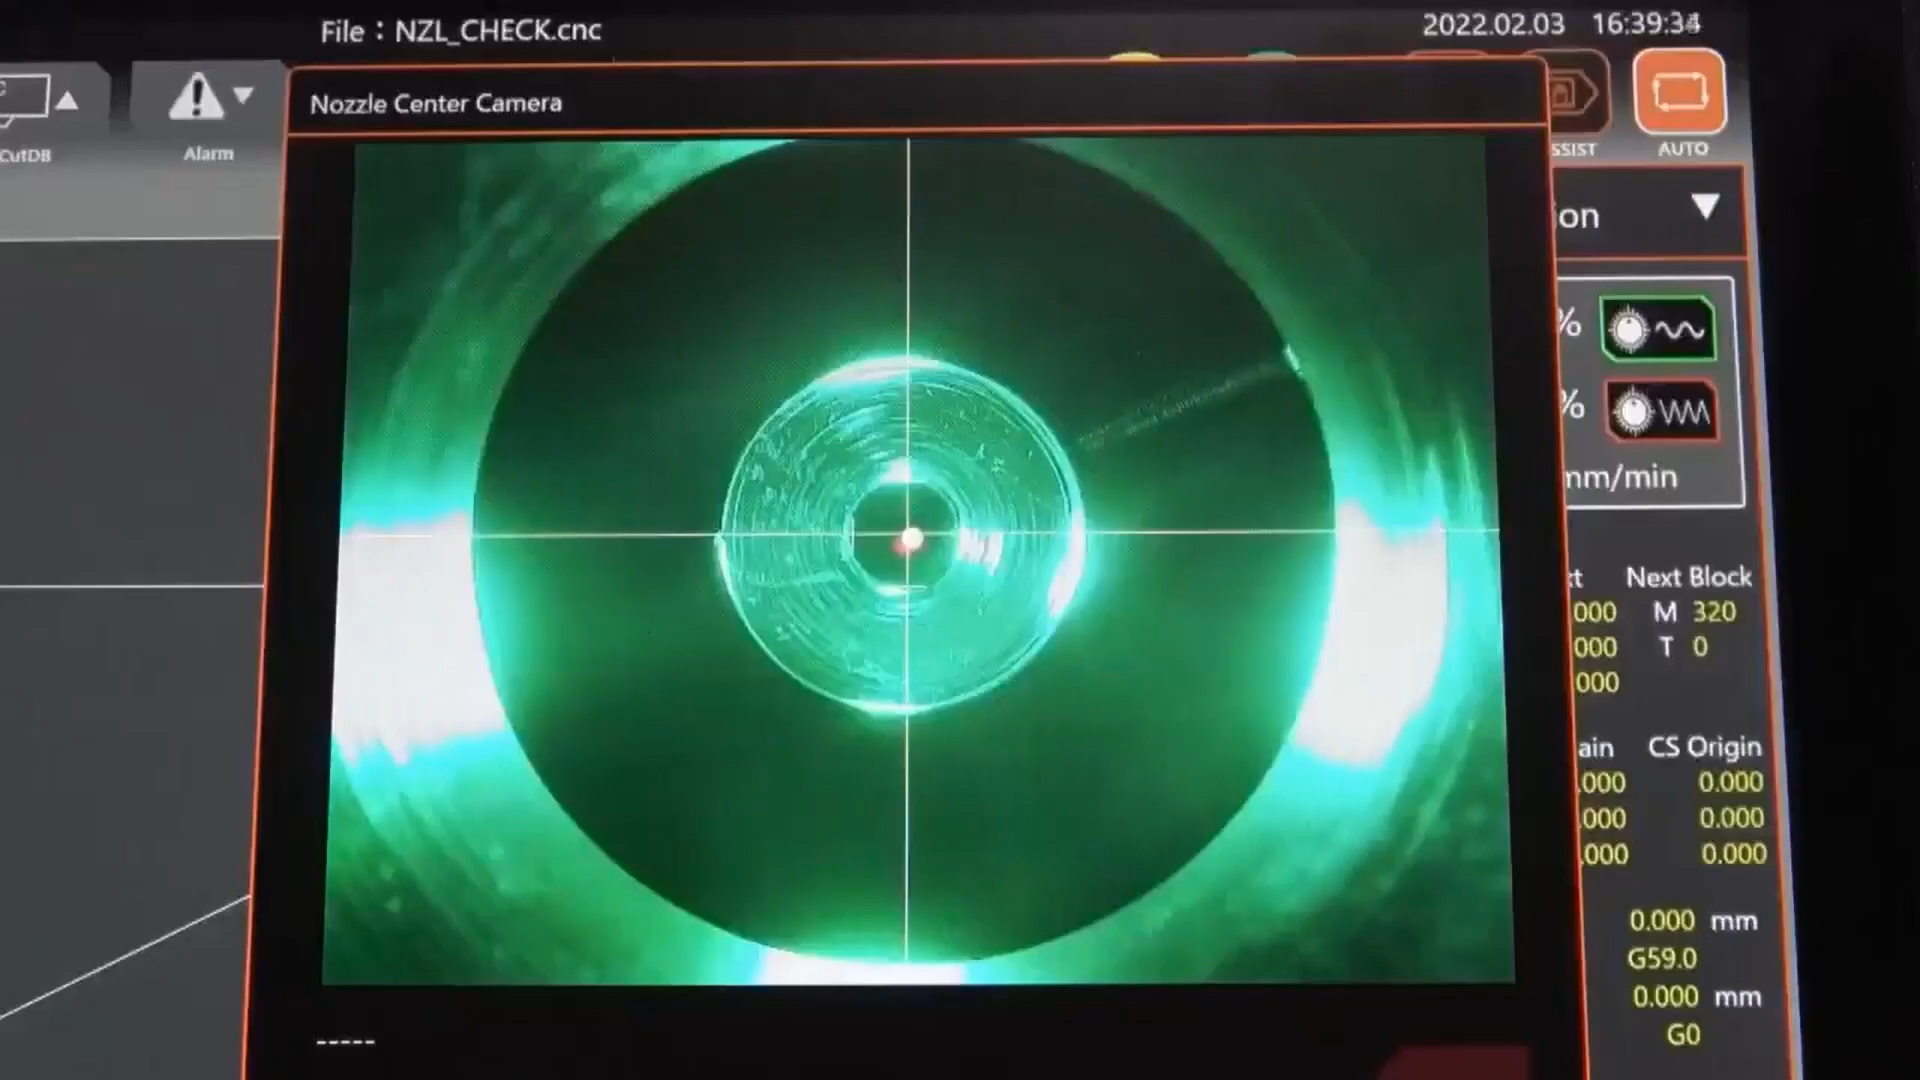 File : NZL_CHECK.cnc
2022.02.03 16:39:34
CutDB
Alarm
Nozzle Center Camera
SSIST
AUTO
ion
%
%
mm/min
xt Next Block
.000 M 320
000 T 0
000
ain CS Origin
.000 0.000
.000 0.000
.000 0.000
0.000 mm
G59.0
0.000 mm
G0
-----